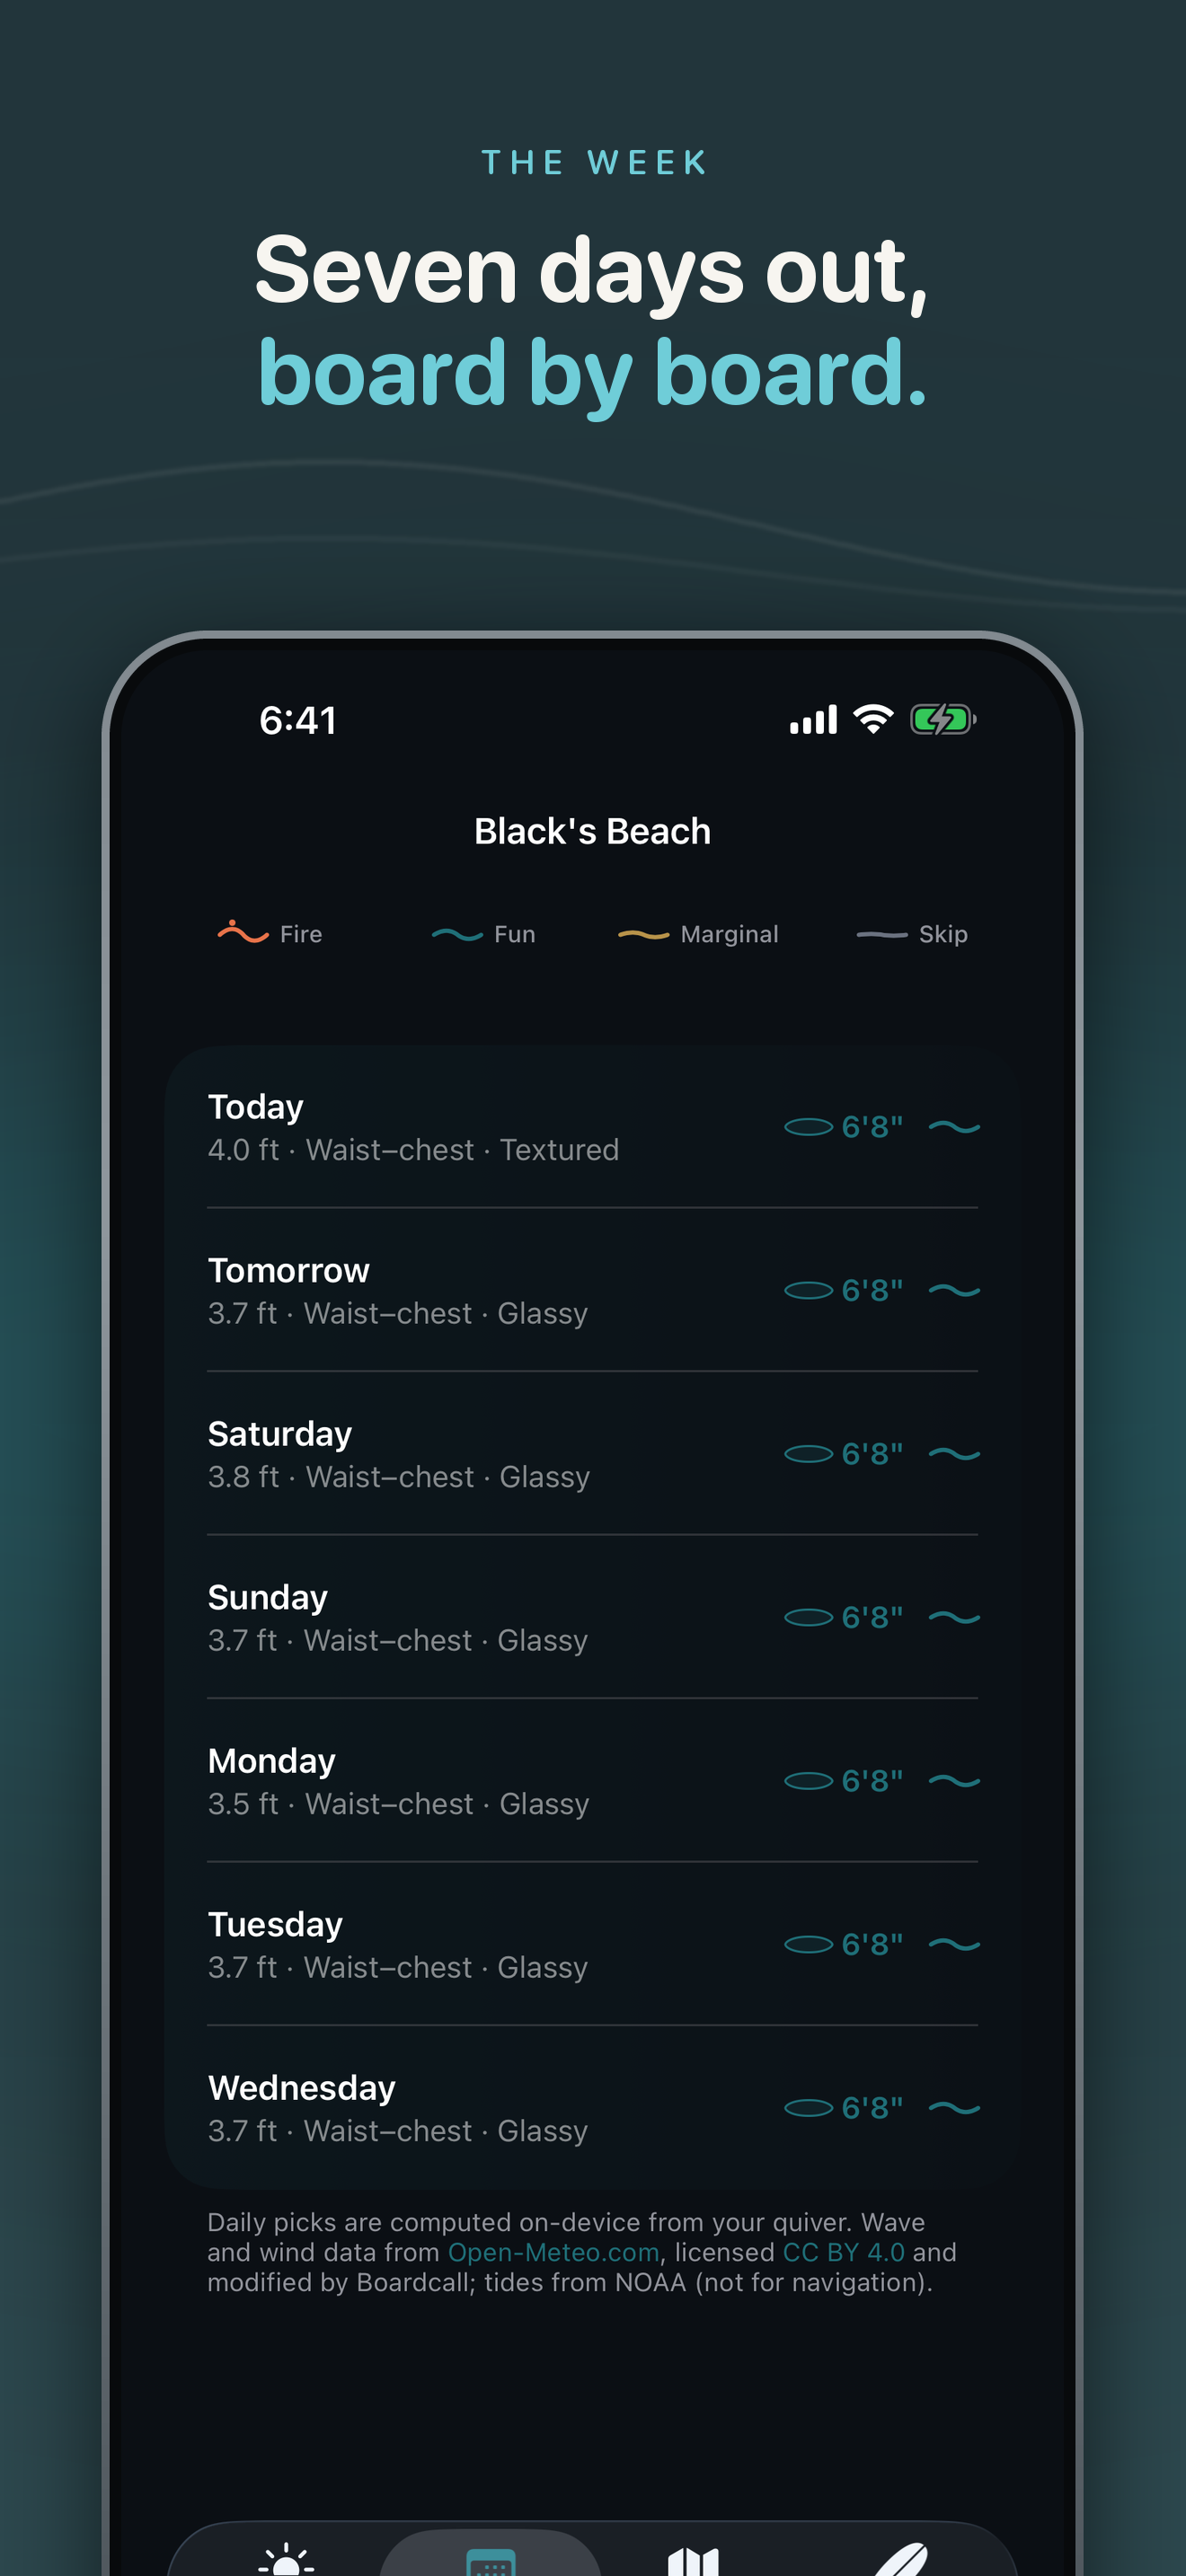 THE WEEK
Seven days out,
board by board.
6:41
Black's Beach
Fire Fun Marginal Skip
Today
4.0 ft · Waist–chest · Textured
6'8"
Tomorrow
3.7 ft · Waist–chest · Glassy
6'8"
Saturday
3.8 ft · Waist–chest · Glassy
6'8"
Sunday
3.7 ft · Waist–chest · Glassy
6'8"
Monday
3.5 ft · Waist–chest · Glassy
6'8"
Tuesday
3.7 ft · Waist–chest · Glassy
6'8"
Wednesday
3.7 ft · Waist–chest · Glassy
6'8"
Daily picks are computed on-device from your quiver. Wave
and wind data from Open-Meteo.com, licensed CC BY 4.0 and
modified by Boardcall; tides from NOAA (not for navigation).